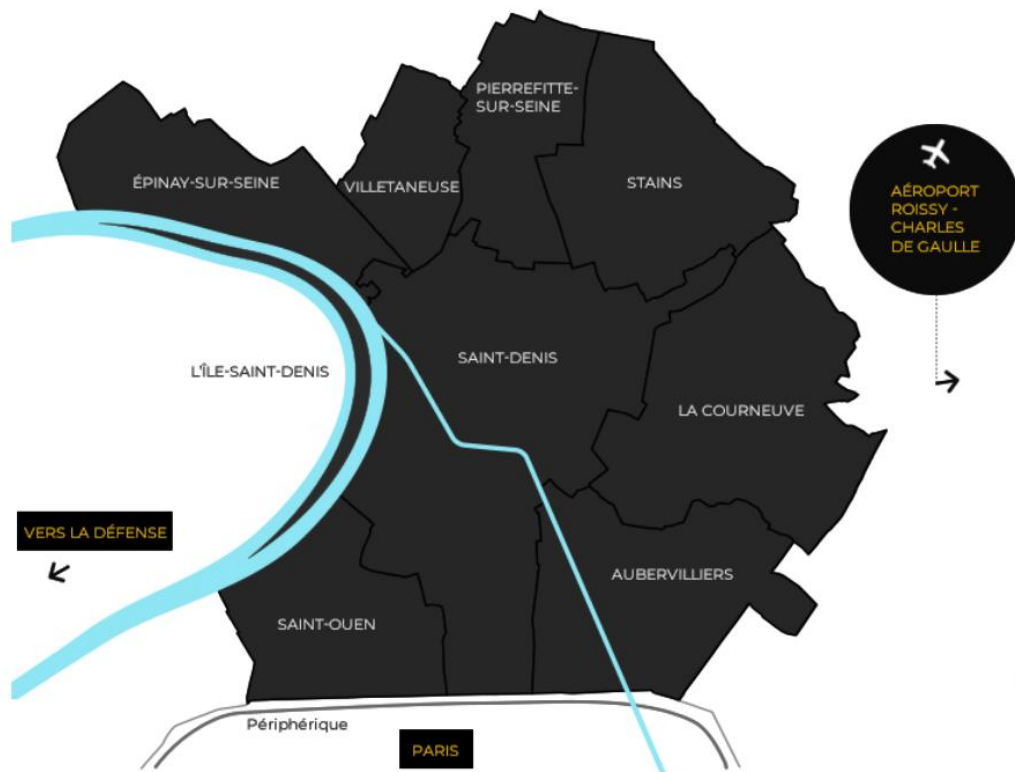 PIERREFITTE-
SUR-SEINE
ÉPINAY-SUR-SEINE
VILLETANEUSE
STAINS
AÉROPORT
ROISSY -
CHARLES
DE GAULLE
L'ÎLE-SAINT-DENIS
SAINT-DENIS
LA COURNEUVE
VERS LA DÉFENSE
AUBERVILLIERS
SAINT-OUEN
Périphérique
PARIS